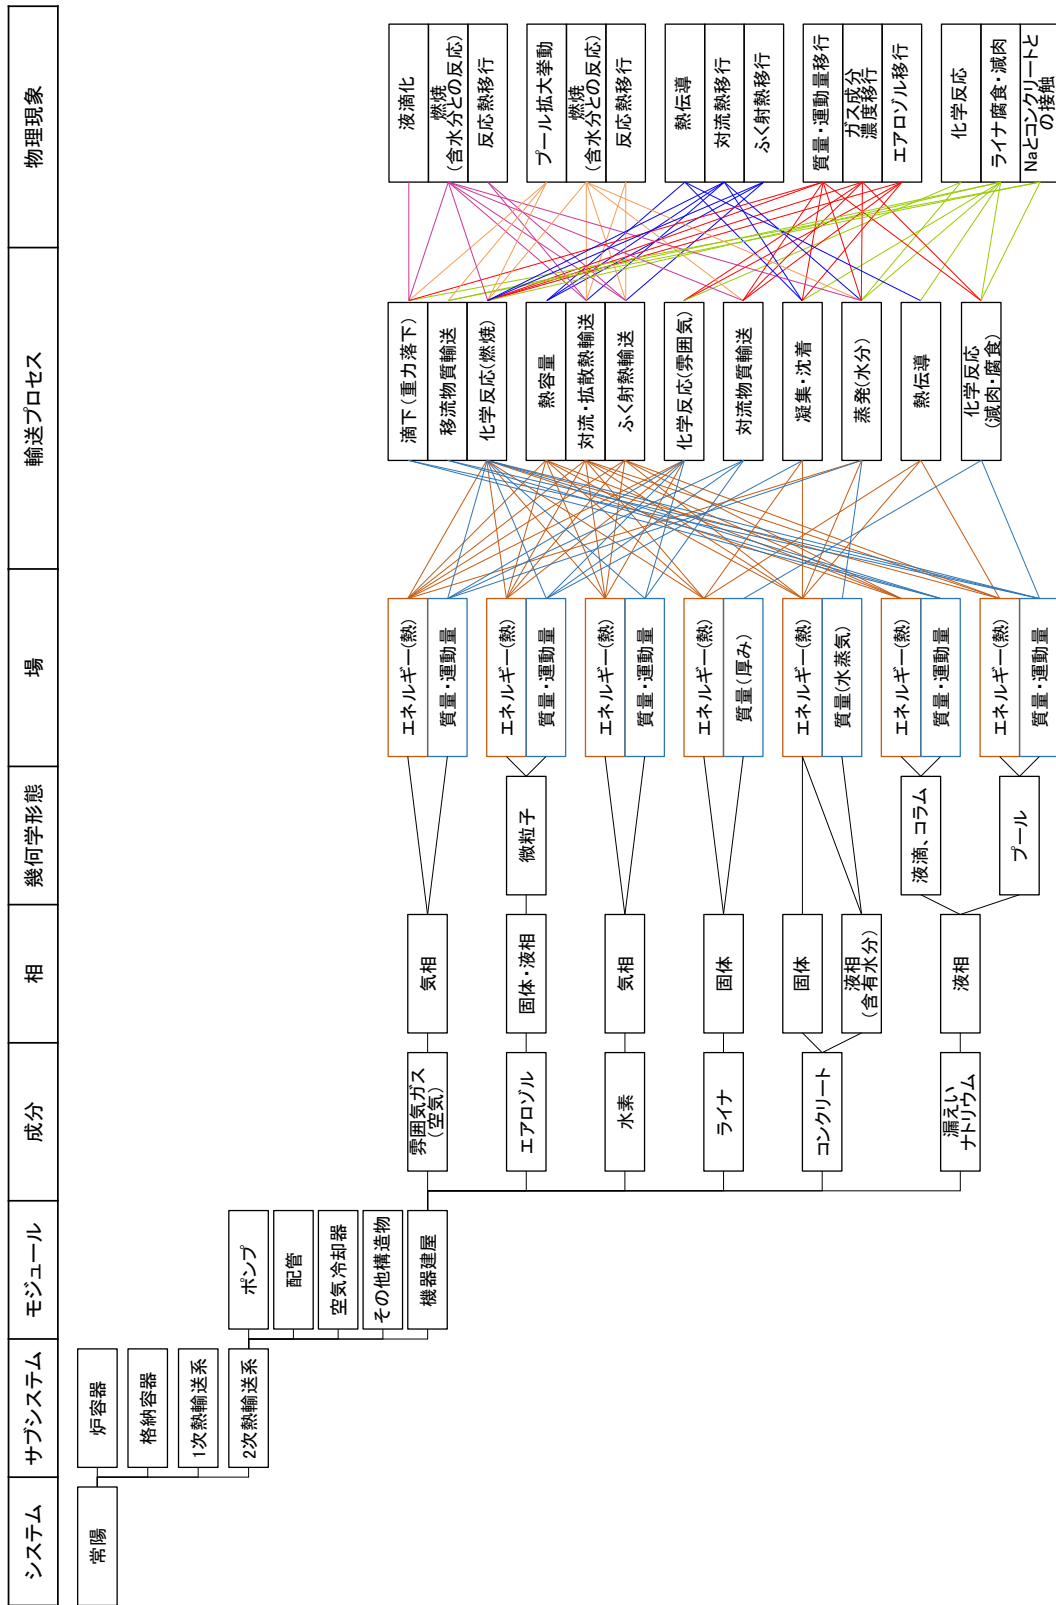 システム
サブシステム
モジュール
成分
相
幾何学形態
場
輸送プロセス
物理現象
常陽
炉容器
格納容器
1次熱輸送系
2次熱輸送系
ポンプ
配管
空気冷却器
その他構造物
機器建屋
雰囲気ガス
(空気)
エアロゾル
水素
ライナ
コンクリート
漏えい
ナトリウム
気相
固体・液相
気相
固体
固体
液相
(含有水分)
液相
微粒子
液滴、コラム
プール
エネルギー(熱)
質量・運動量
エネルギー(熱)
質量・運動量
エネルギー(熱)
質量・運動量
エネルギー(熱)
質量(厚み)
エネルギー(熱)
質量(水蒸気)
エネルギー(熱)
質量・運動量
エネルギー(熱)
質量・運動量
滴下(重力落下)
移流物質輸送
化学反応(燃焼)
熱容量
対流・拡散熱輸送
ふく射熱輸送
化学反応(雰囲気)
対流物質輸送
凝集・沈着
蒸発(水分)
熱伝導
化学反応
(減肉・腐食)
液滴化
燃焼
(含水分との反応)
反応熱移行
プール拡大挙動
燃焼
(含水分との反応)
反応熱移行
熱伝導
対流熱移行
ふく射熱移行
質量・運動量移行
ガス成分
濃度移行
エアロゾル移行
化学反応
ライナ腐食・減肉
Naとコンクリートと
の接触